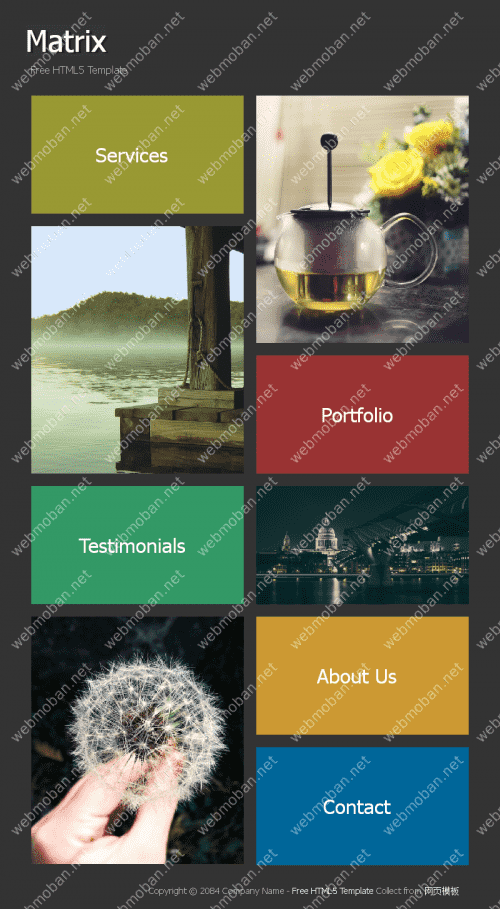 Matrix
Free HTML5 Template
Services
Portfolio
Testimonials
About Us
Contact
Copyright © 2084 Company Name - Free HTML5 Template Collect from 网页模板
webmoban.net